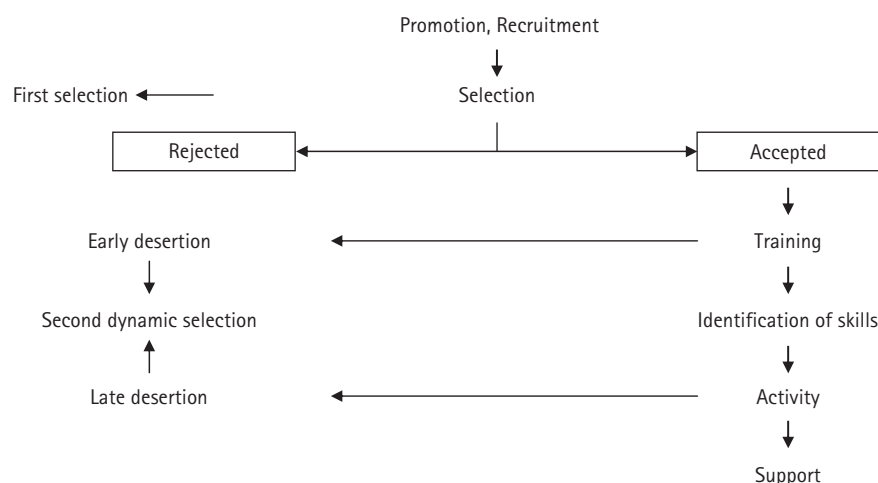 Promotion, Recruitment
First selection
Selection
Rejected
Accepted
Early desertion
Training
Second dynamic selection
Identification of skills
Late desertion
Activity
Support